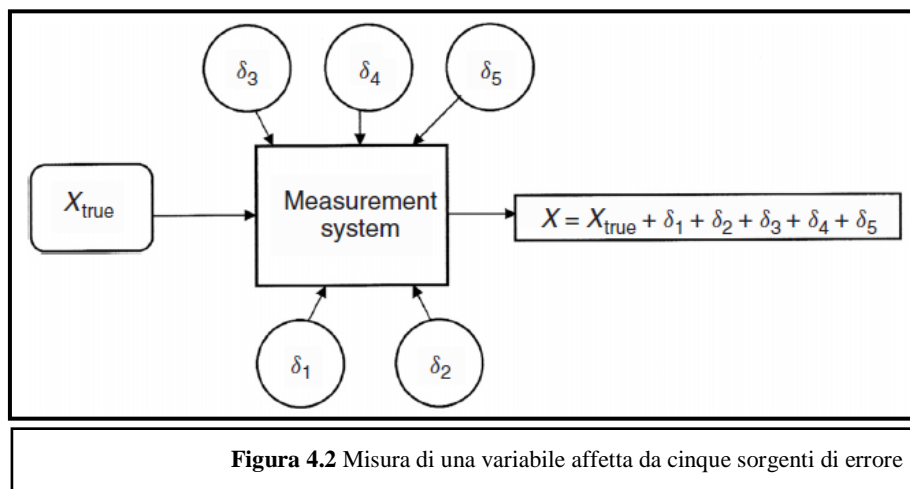 δ3 δ4 δ5
Xtrue
Measurement
system
X = Xtrue + δ1 + δ2 + δ3 + δ4 + δ5
δ1 δ2
Figura 4.2 Misura di una variabile affetta da cinque sorgenti di errore